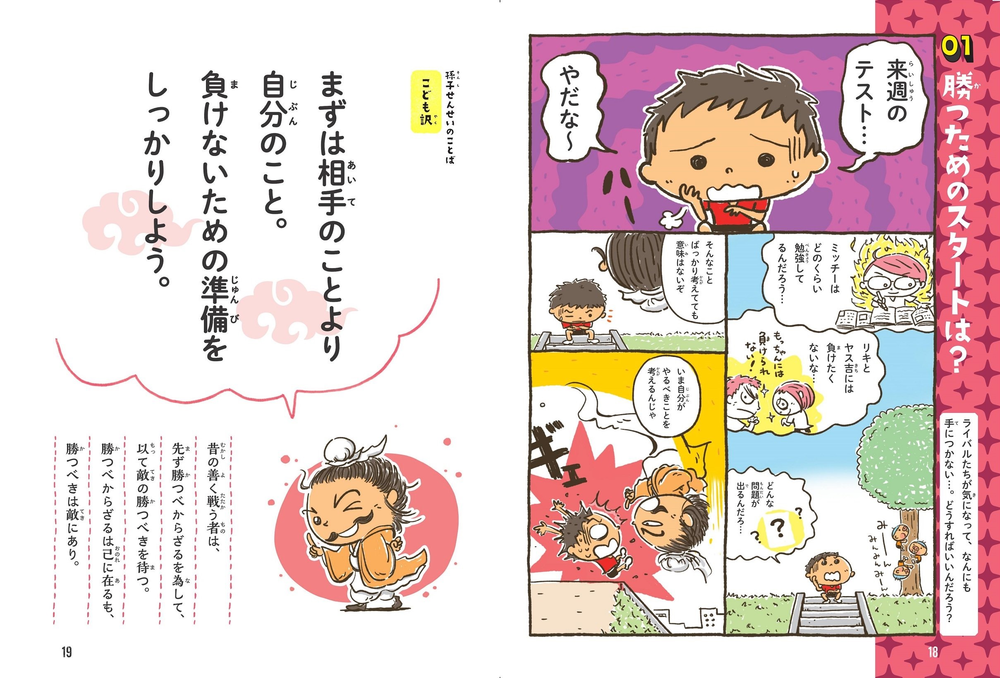 01
勝つためのスタートは？
ライバルたちが気になって、なんにも
手につかない…。どうすればいいんだろう？
来週の
テスト…
やだな〜
ミッチーは
どのくらい
勉強して
るんだろう…
リキと
ヤス吉には
負けたく
ないな…
もっちゃんには
負けられ
ない！
どんな
問題が
出るんだろ…
？
？
？
みーん
みんみんみーん
そんなこと
ばっかり考えてても
意味はないぞ
いま自分が
やるべきことを
考えるんじゃ
ギエ
18
孫子せんせいのことば
こども訳
まずは相手のことより
自分のこと。
負けないための準備を
しっかりしよう。
昔の善く戦う者は、
先ず勝つべからざるを為して、
以て敵の勝つべきを待つ。
勝つべからざるは己に在るも、
勝つべきは敵にあり。
19